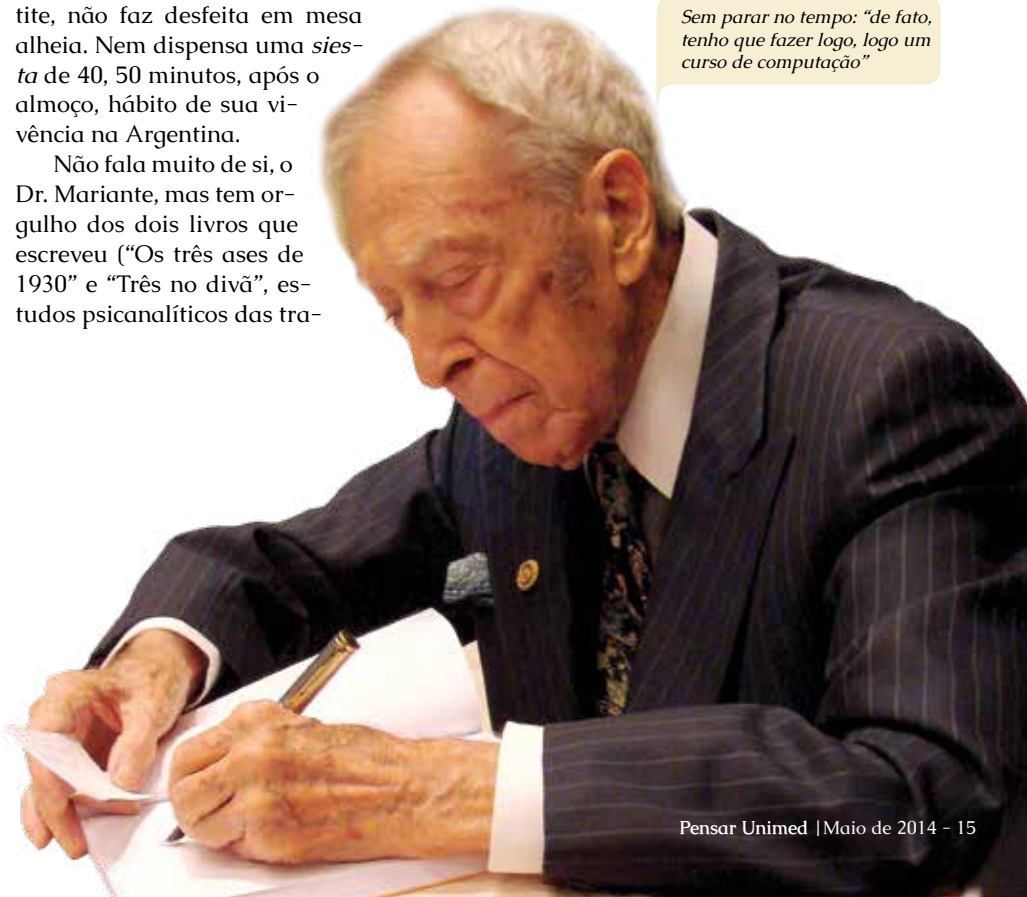 tite, não faz desfeita em mesa
alheia. Nem dispensa uma sies-
ta de 40, 50 minutos, após o
almoço, hábito de sua vi-
vência na Argentina.
Não fala muito de si, o
Dr. Mariante, mas tem or-
gulho dos dois livros que
escreveu (“Os três ases de
1930” e “Três no divã”, es-
tudos psicanalíticos das tra-
Sem parar no tempo: “de fato,
tenho que fazer logo, logo um
curso de computação”
Pensar Unimed |Maio de 2014 - 15